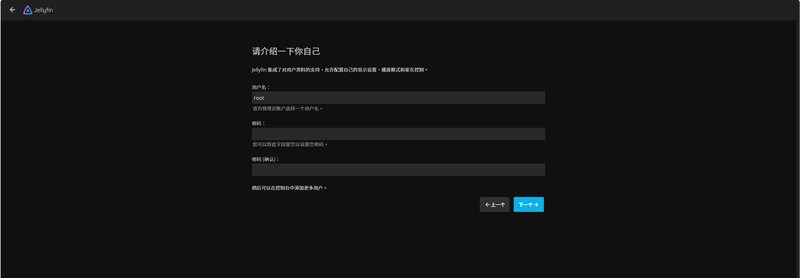 Jellyfin
请介绍一下你自己
Jellyfin 集成了对用户资料的支持，允许配置自己的显示设置、播放模式和家长控制。
用户名：
root
请为管理员账户选择一个用户名。
密码：
您可以将此字段留空以设置空密码。
密码 (确认)：
稍后可以在控制台中添加更多用户。
上一个 下一个